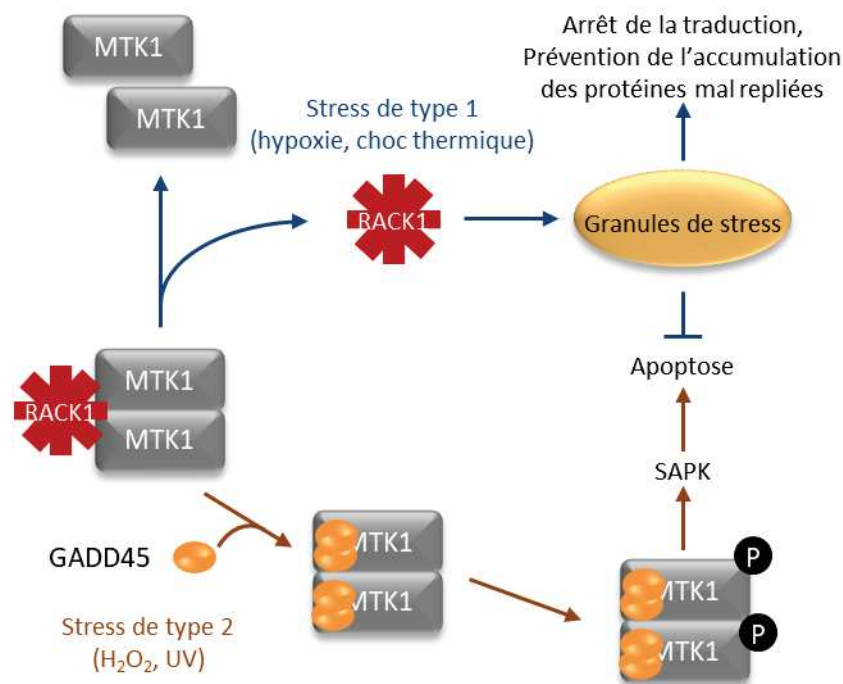 MTK1
MTK1
Arrêt de la traduction,
Prévention de l'accumulation
des protéines mal repliées
Stress de type 1
(hypoxie, choc thermique)
RACK1
Granules de stress
RACK1
MTK1
MTK1
Apoptose
SAPK
GADD45
MTK1
MTK1
Stress de type 2
(H₂O₂, UV)
MTK1
P
MTK1
P